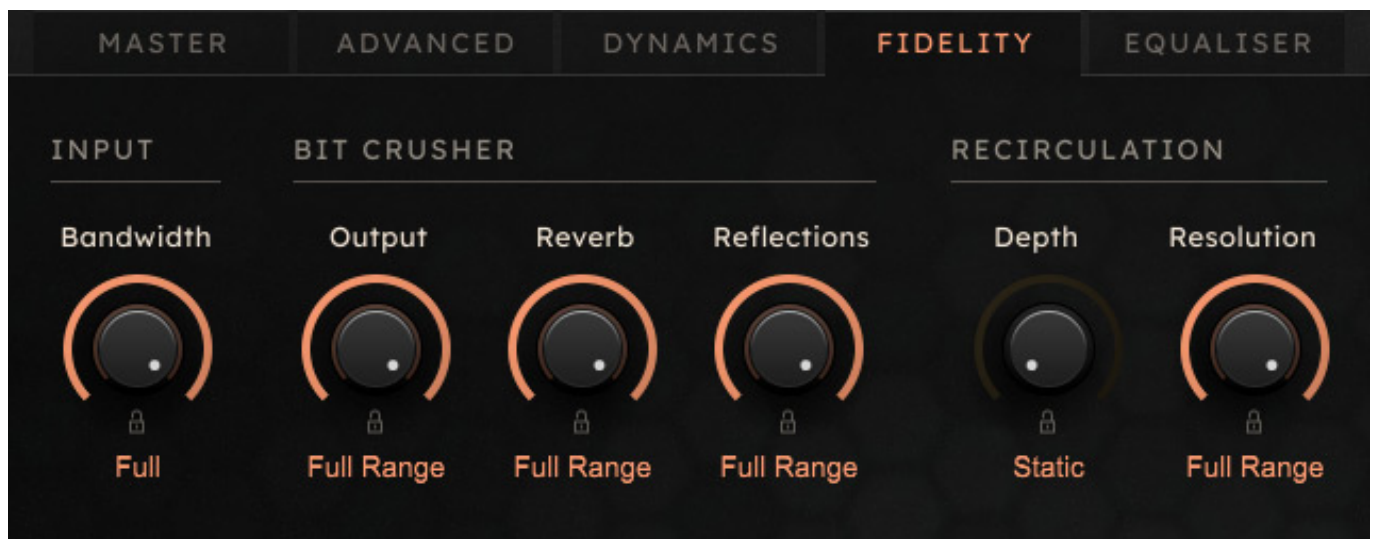 MASTER ADVANCED DYNAMICS FIDELITY EQUALISER
INPUT BIT CRUSHER RECIRCULATION
Bandwidth Output Reverb Reflections Depth Resolution
Full Full Range Full Range Full Range Static Full Range